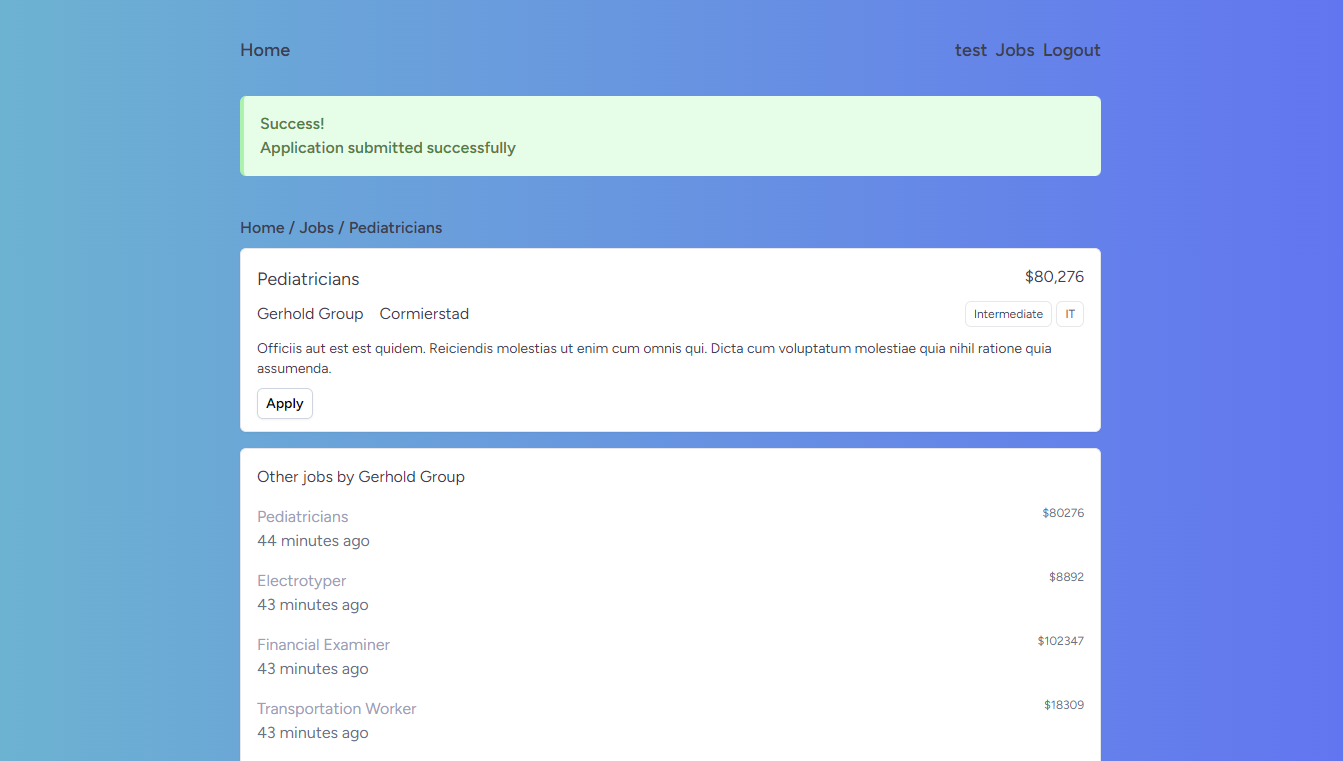 Home test Jobs Logout
Success!
Application submitted successfully
Home / Jobs / Pediatricians
Pediatricians $80,276
Gerhold Group Cormierstad Intermediate IT
Officiis aut est est quidem. Reiciendis molestias ut enim cum omnis qui. Dicta cum voluptatum molestiae quia nihil ratione quia
assumenda.
Apply
Other jobs by Gerhold Group
Pediatricians $80276
44 minutes ago
Electrotyper $8892
43 minutes ago
Financial Examiner $102347
43 minutes ago
Transportation Worker $18309
43 minutes ago